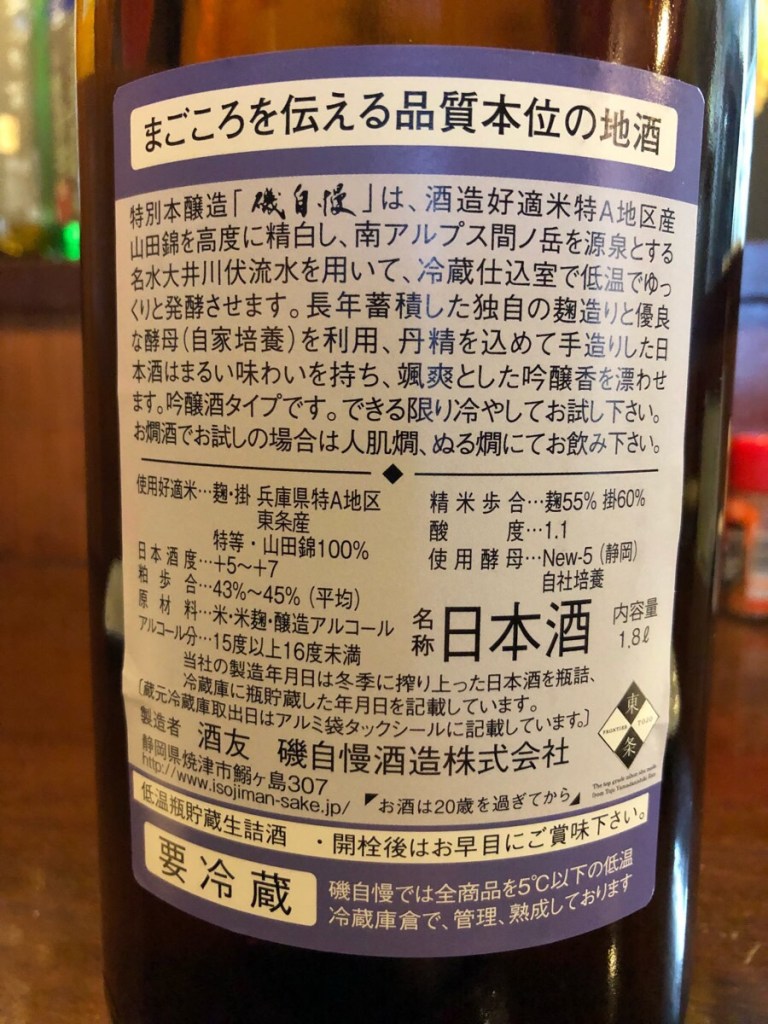 まごころを伝える品質本位の地酒
特別本醸造「磯自慢」は、酒造好適米特A地区産
山田錦を高度に精白し、南アルプス間ノ岳を源泉とする
名水大井川伏流水を用いて、冷蔵仕込室で低温でゆっ
くりと発酵させます。長年蓄積した独自の麹造りと優良
な酵母(自家培養)を利用、丹精を込めて手造りした日
本酒はまるい味わいを持ち、颯爽とした吟醸香を漂わせ
ます。吟醸酒タイプです。できる限り冷やしてお試し下さい。
お燗酒でお試しの場合は人肌燗、ぬる燗にてお飲み下さい。
使用好適米…麹・掛 兵庫県特A地区
東条産
特等・山田錦100%
日本酒度…+5〜+7
粕歩合…43%〜45%(平均)
原材料…米・米麹・醸造アルコール
アルコール分…15度以上16度未満
精米歩合…麹55% 掛60%
酸度…1.1
使用酵母…New-5(静岡)
自社培養
名称 日本酒
内容量
1.8ℓ
当社の製造年月日は冬季に搾り上った日本酒を瓶詰、
冷蔵庫に瓶貯蔵した年月日を記載しています。
〔蔵元冷蔵庫取出日はアルミ袋タックシールに記載しています。〕
製造者 酒友 磯自慢酒造株式会社
静岡県焼津市鰯ヶ島307
http://www.isojiman-sake.jp/
お酒は20歳を過ぎてから
東条
FRONTIER TOJO
低温瓶貯蔵生詰酒 ・開栓後はお早目にご賞味下さい。
要冷蔵
磯自慢では全商品を5℃以下の低温
冷蔵庫倉で、管理、熟成しております